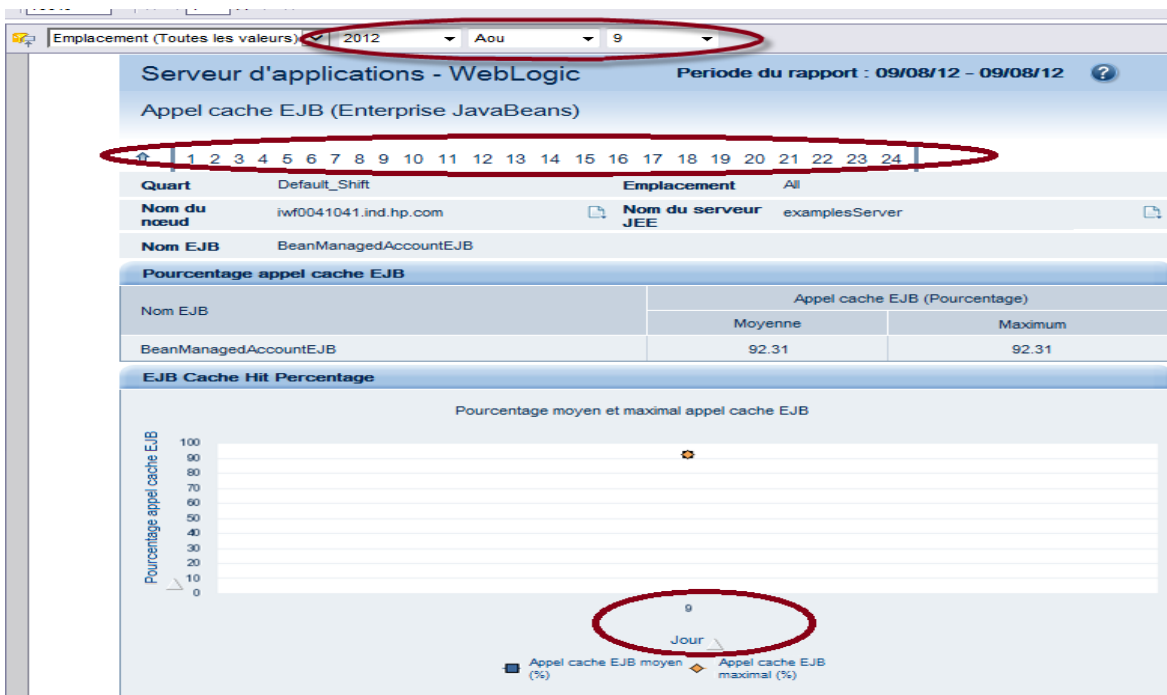 Emplacement (Toutes les valeurs) 2012 Aou 9
Serveur d'applications - WebLogic
Periode du rapport : 09/08/12 - 09/08/12 ?
Appel cache EJB (Enterprise JavaBeans)
1 2 3 4 5 6 7 8 9 10 11 12 13 14 15 16 17 18 19 20 21 22 23 24
Quart Default_Shift Emplacement All
Nom du nœud iwf0041041.ind.hp.com Nom du serveur JEE examplesServer
Nom EJB BeanManagedAccountEJB
Pourcentage appel cache EJB
Nom EJB Appel cache EJB (Pourcentage)
Moyenne Maximum
BeanManagedAccountEJB 92.31 92.31
EJB Cache Hit Percentage
Pourcentage moyen et maximal appel cache EJB
Pourcentage appel cache EJB
100
90
80
70
60
50
40
30
20
10
0
9
Jour
Appel cache EJB moyen (%)
Appel cache EJB maximal (%)